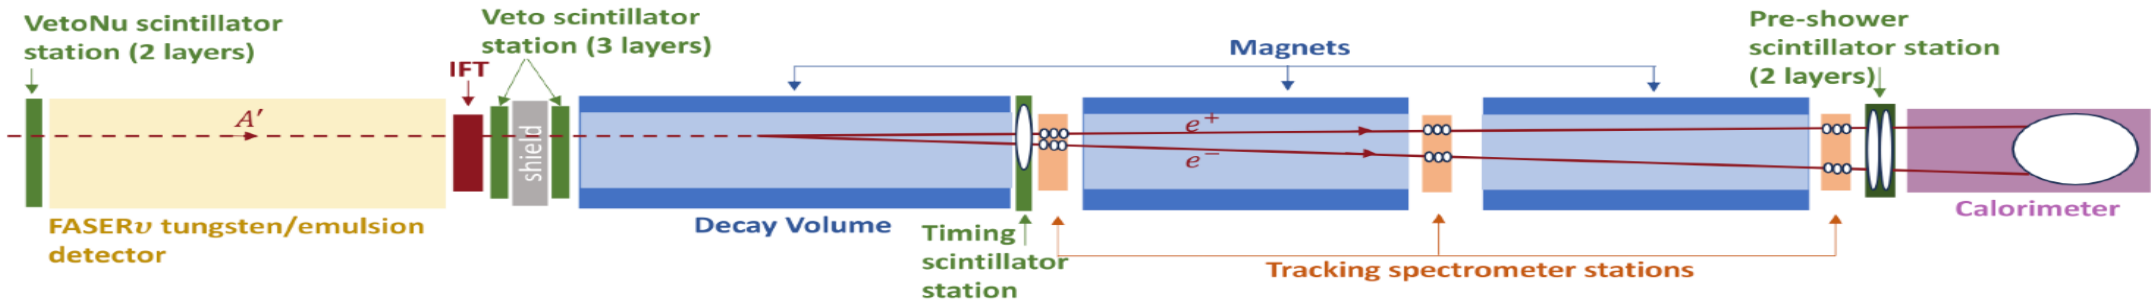 VetoNu scintillator
station (2 layers)
Veto scintillator
station (3 layers)
IFT
Magnets
Pre-shower
scintillator station
(2 layers)
A′
shield
e⁺
e⁻
FASERυ tungsten/emulsion
detector
Decay Volume
Timing
scintillator
station
Tracking spectrometer stations
Calorimeter